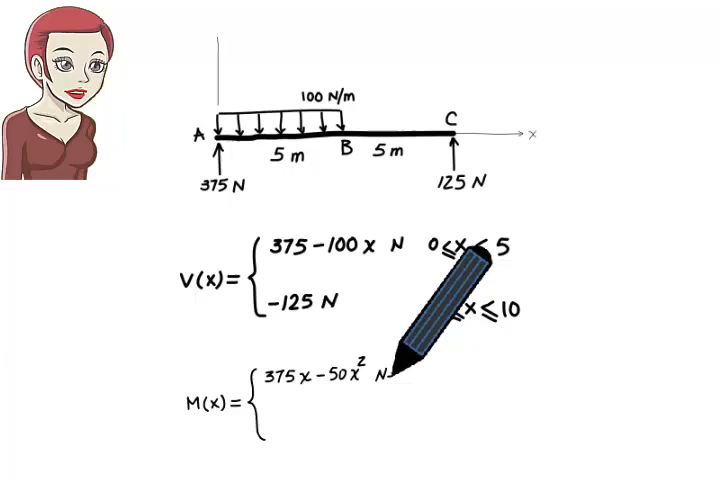 100 N/m
A
B
C
x
5 m
5 m
375 N
125 N
375 - 100 x N 0 ≤ x < 5
V(x) =
-125 N x ≤ 10
375 x - 50 x² N
M(x) =